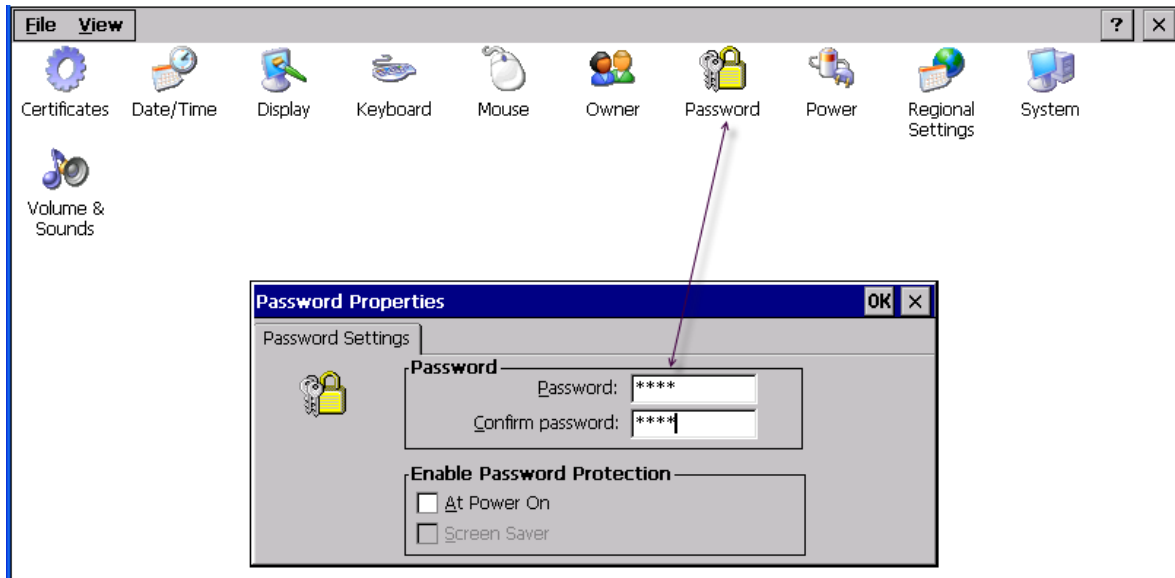 File View ? ×
Certificates Date/Time Display Keyboard Mouse Owner Password Power Regional Settings System
Volume & Sounds
Password Properties OK ×
Password Settings
Password
Password: ****
Confirm password: ****
Enable Password Protection
At Power On
Screen Saver